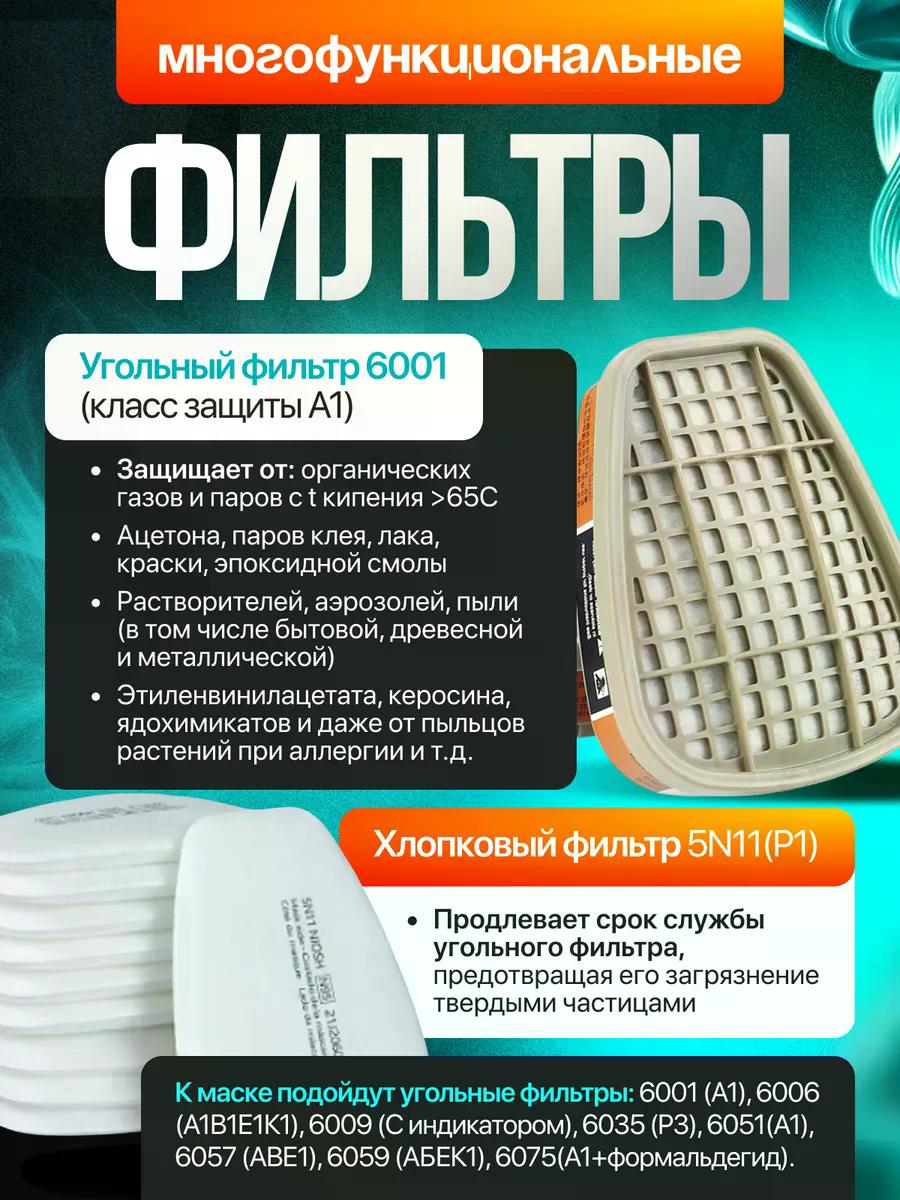 многофункциональные
ФИЛЬТРЫ
Угольный фильтр 6001
(класс защиты А1)
• Защищает от: органических
газов и паров с t кипения >65С
• Ацетона, паров клея, лака,
краски, эпоксидной смолы
• Растворителей, аэрозолей, пыли
(в том числе бытовой, древесной
и металлической)
• Этиленвинилацетата, керосина,
ядохимикатов и даже от пыльцов
растений при аллергии и т.д.
Хлопковый фильтр 5N11(P1)
• Продлевает срок службы
угольного фильтра,
предотвращая его загрязнение
твердыми частицами
5N11 NIOSH N95
К маске подойдут угольные фильтры: 6001 (А1), 6006
(А1В1Е1К1), 6009 (С индикатором), 6035 (Р3), 6051(А1),
6057 (АВЕ1), 6059 (АБЕК1), 6075(А1+формальдегид).